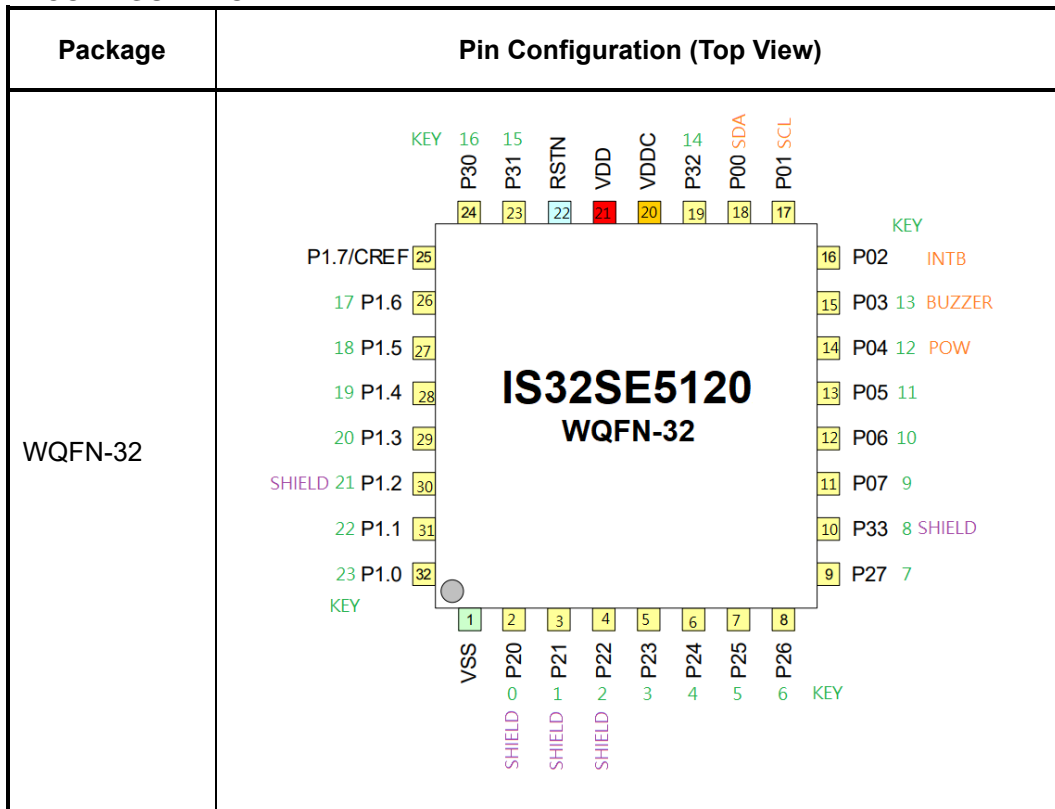 Package
Pin Configuration (Top View)
WQFN-32
KEY 16 15 14
P30 P31 RSTN VDD VDDC P32 P00 SDA P01 SCL
24 23 22 21 20 19 18 17
KEY
P1.7/CREF 25
17 P1.6 26
18 P1.5 27
19 P1.4 28
20 P1.3 29
SHIELD 21 P1.2 30
22 P1.1 31
23 P1.0 32
KEY
IS32SE5120
WQFN-32
16 P02 INTB
15 P03 13 BUZZER
14 P04 12 POW
13 P05 11
12 P06 10
11 P07 9
10 P33 8 SHIELD
9 P27 7
1 2 3 4 5 6 7 8
VSS P20 P21 P22 P23 P24 P25 P26
0 1 2 3 4 5 6 KEY
SHIELD SHIELD SHIELD